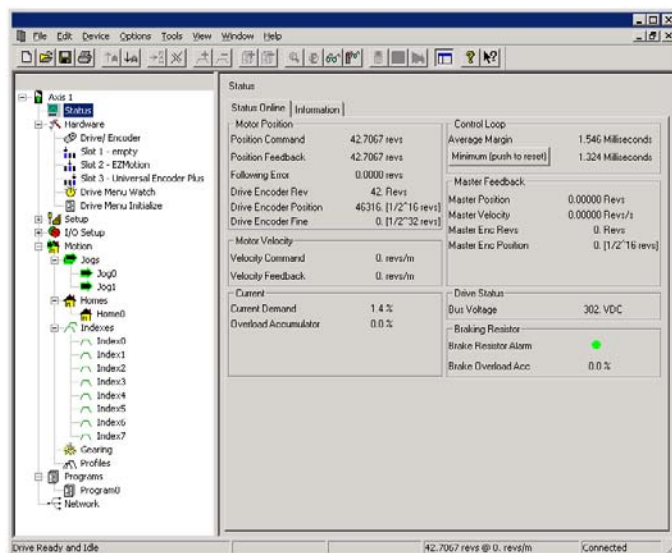 File Edit Device Options Tools View Window Help
Axis 1
Status
Hardware
Drive/ Encoder
Slot 1 - empty
Slot 2 - EZMotion
Slot 3 - Universal Encoder Plus
Drive Menu Watch
Drive Menu Initialize
Setup
I/O Setup
Motion
Jogs
Jog0
Jog1
Homes
Home0
Indexes
Index0
Index1
Index2
Index3
Index4
Index5
Index6
Index7
Gearing
Profiles
Programs
Program0
Network
Status
Status Online Information
Motor Position
Position Command 42.7067 revs
Position Feedback 42.7067 revs
Following Error 0.0000 revs
Drive Encoder Rev 42. Revs
Drive Encoder Position 46316. [1/2^16 revs]
Drive Encoder Fine 0. [1/2^32 revs]
Motor Velocity
Velocity Command 0. revs/m
Velocity Feedback 0. revs/m
Current
Current Demand 1.4 %
Overload Accumulator 0.0 %
Control Loop
Average Margin 1.546 Milliseconds
Minimum (push to reset) 1.324 Milliseconds
Master Feedback
Master Position 0.00000 Revs
Master Velocity 0.00000 Revs/s
Master Enc Revs 0. Revs
Master Enc Position 0. [1/2^16 revs]
Drive Status
Bus Voltage 302. VDC
Braking Resistor
Brake Resistor Alarm
Brake Overload Acc 0.0 %
Drive Ready and Idle 42.7067 revs @ 0. revs/m Connected